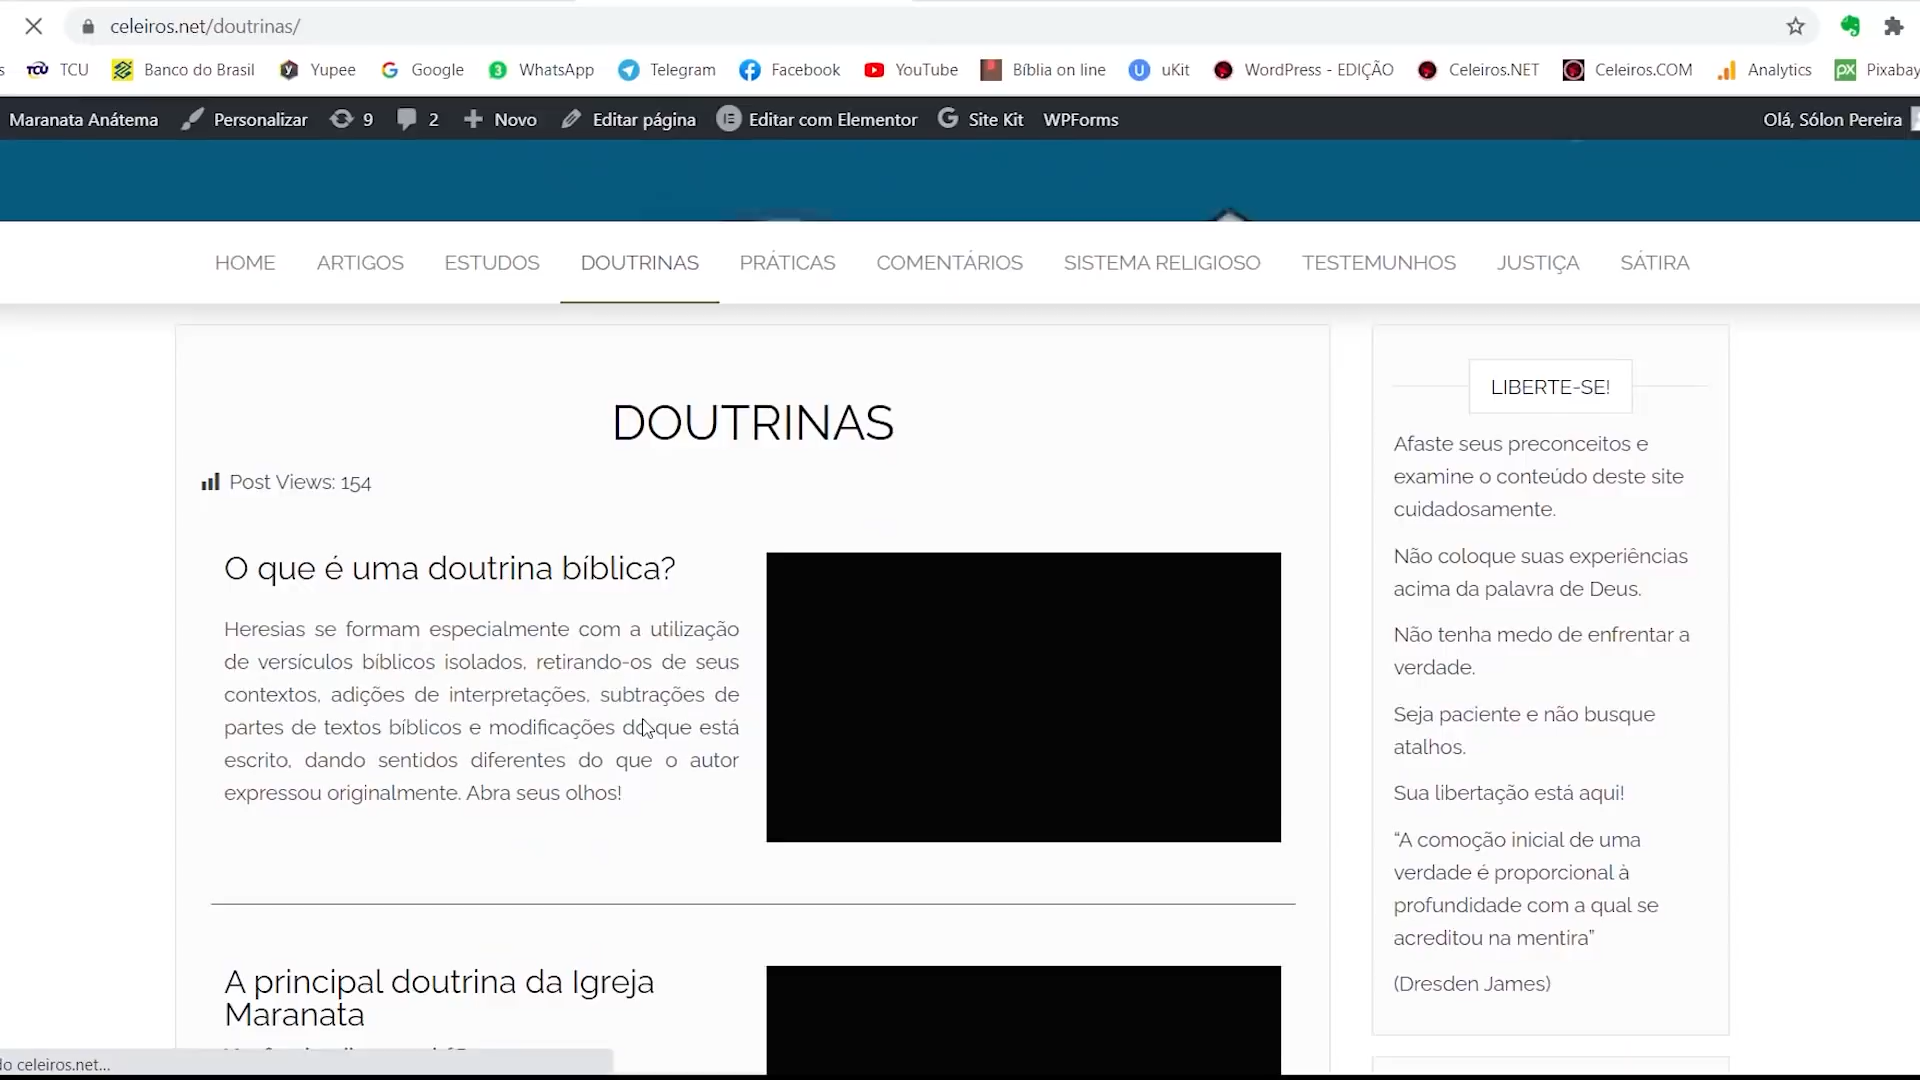 celeiros.net/doutrinas/
TCU Banco do Brasil Yupee Google WhatsApp Telegram Facebook YouTube Bíblia on line uKit WordPress - EDIÇÃO Celeiros.NET Celeiros.COM Analytics Pixabay
Maranata Anátema Personalizar 9 2 Novo Editar página Editar com Elementor Site Kit WPForms Olá, Sólon Pereira
HOME ARTIGOS ESTUDOS DOUTRINAS PRÁTICAS COMENTÁRIOS SISTEMA RELIGIOSO TESTEMUNHOS JUSTIÇA SÁTIRA
DOUTRINAS
Post Views: 154
O que é uma doutrina bíblica?
Heresias se formam especialmente com a utilização
de versículos bíblicos isolados, retirando-os de seus
contextos, adições de interpretações, subtrações de
partes de textos bíblicos e modificações do que está
escrito, dando sentidos diferentes do que o autor
expressou originalmente. Abra seus olhos!
A principal doutrina da Igreja
Maranata
LIBERTE-SE!
Afaste seus preconceitos e
examine o conteúdo deste site
cuidadosamente.
Não coloque suas experiências
acima da palavra de Deus.
Não tenha medo de enfrentar a
verdade.
Seja paciente e não busque
atalhos.
Sua libertação está aqui!
“A comoção inicial de uma
verdade é proporcional à
profundidade com a qual se
acreditou na mentira”
(Dresden James)
do celeiros.net...